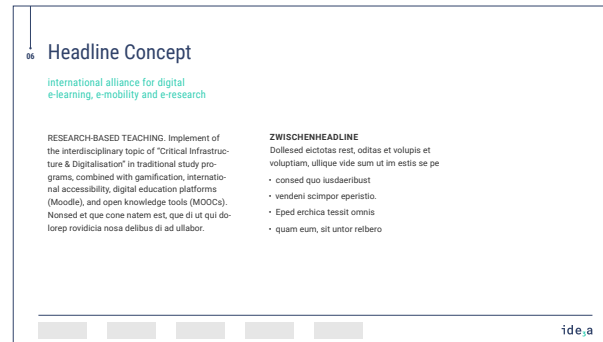 06
Headline Concept
international alliance for digital
e-learning, e-mobility and e-research
RESEARCH-BASED TEACHING. Implement of
the interdisciplinary topic of "Critical Infrastruc-
ture & Digitalisation" in traditional study pro-
grams, combined with gamification, internatio-
nal accessibility, digital education platforms
(Moodle), and open knowledge tools (MOOCs).
Nonsed et que cone natem est, que di ut qui do-
lorep rovidicia nosa delibus di ad ullabor.
ZWISCHENHEADLINE
Dollesed eictotas rest, oditas et volupis et
voluptiam, ullique vide sum ut im estis se pe
• consed quo iusdaeribust
• vendeni scimpor eperistio.
• Eped erchica tessit omnis
• quam eum, sit untor relbero
ide3a